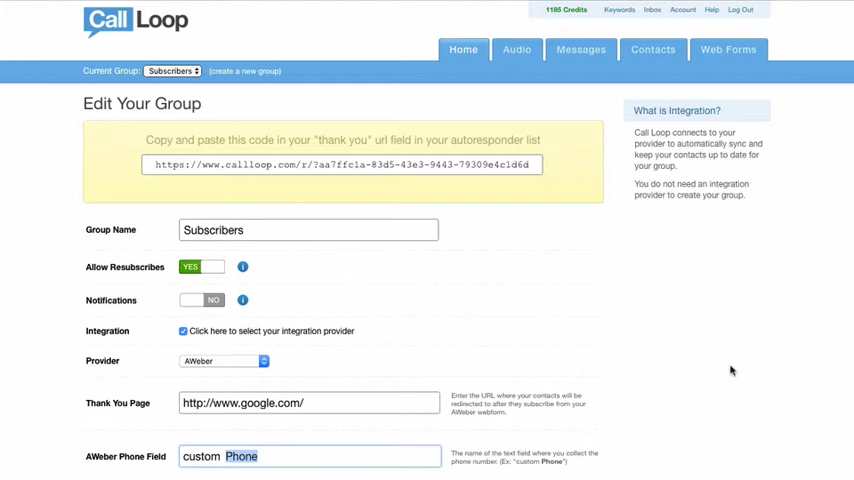 Call Loop
1195 Credits Keywords Inbox Account Help Log Out
Home Audio Messages Contacts Web Forms
Current Group: Subscribers (create a new group)
Edit Your Group
Copy and paste this code in your "thank you" url field in your autoresponder list
https://www.callloop.com/r/?aa7ffc1a-83d5-43e3-9443-79309e4c1d6d
What is Integration?
Call Loop connects to your
provider to automatically sync and
keep your contacts up to date for
your group.
You do not need an integration
provider to create your group.
Group Name Subscribers
Allow Resubscribes YES i
Notifications NO i
Integration Click here to select your integration provider
Provider AWeber
Thank You Page http://www.google.com/
Enter the URL where your contacts will be
redirected to after they subscribe from your
AWeber webform.
AWeber Phone Field custom Phone
The name of the text field where you collect the
phone number. (Ex: "custom Phone")